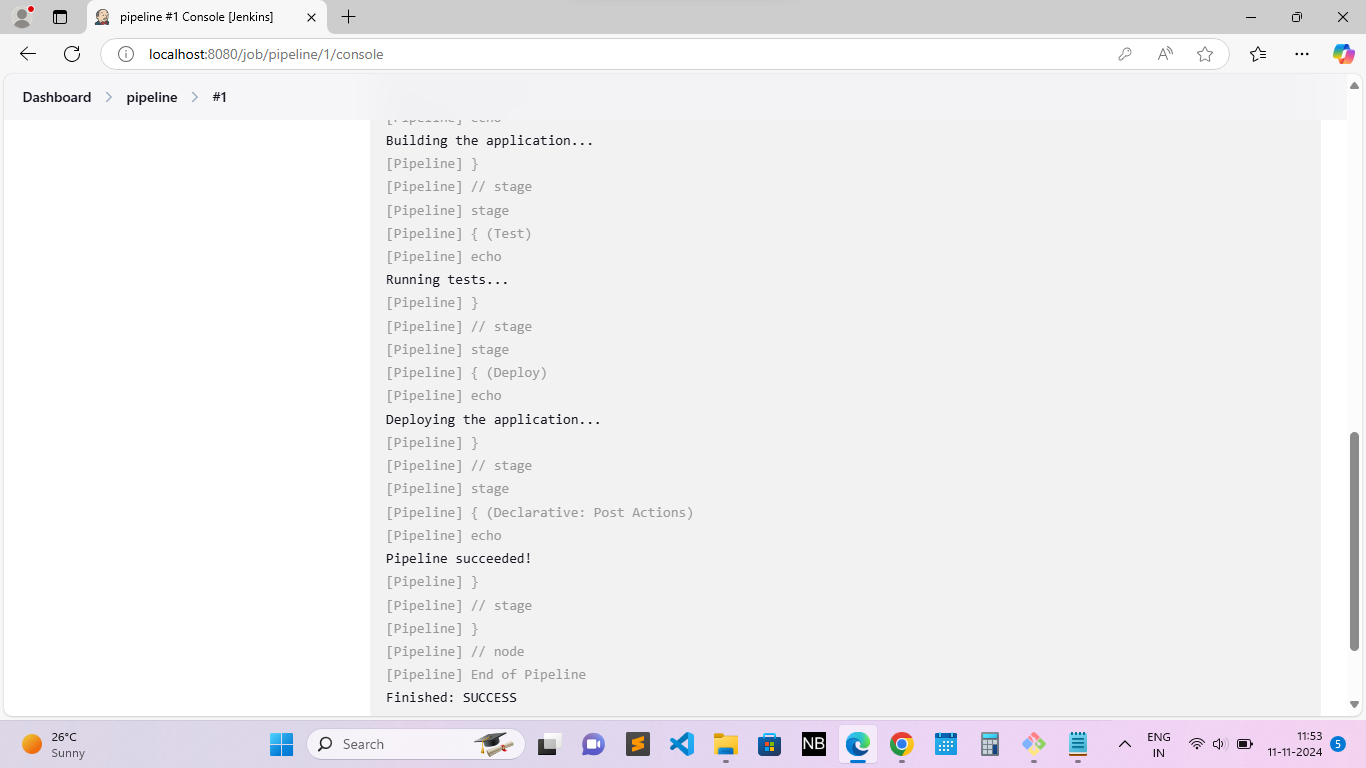 pipeline #1 Console [Jenkins]
localhost:8080/job/pipeline/1/console
Dashboard > pipeline > #1
[Pipeline] echo
Building the application...
[Pipeline] }
[Pipeline] // stage
[Pipeline] stage
[Pipeline] { (Test)
[Pipeline] echo
Running tests...
[Pipeline] }
[Pipeline] // stage
[Pipeline] stage
[Pipeline] { (Deploy)
[Pipeline] echo
Deploying the application...
[Pipeline] }
[Pipeline] // stage
[Pipeline] stage
[Pipeline] { (Declarative: Post Actions)
[Pipeline] echo
Pipeline succeeded!
[Pipeline] }
[Pipeline] // stage
[Pipeline] }
[Pipeline] // node
[Pipeline] End of Pipeline
Finished: SUCCESS
26°C
Sunny
Search
NB
ENG
IN
11:53
11-11-2024
5